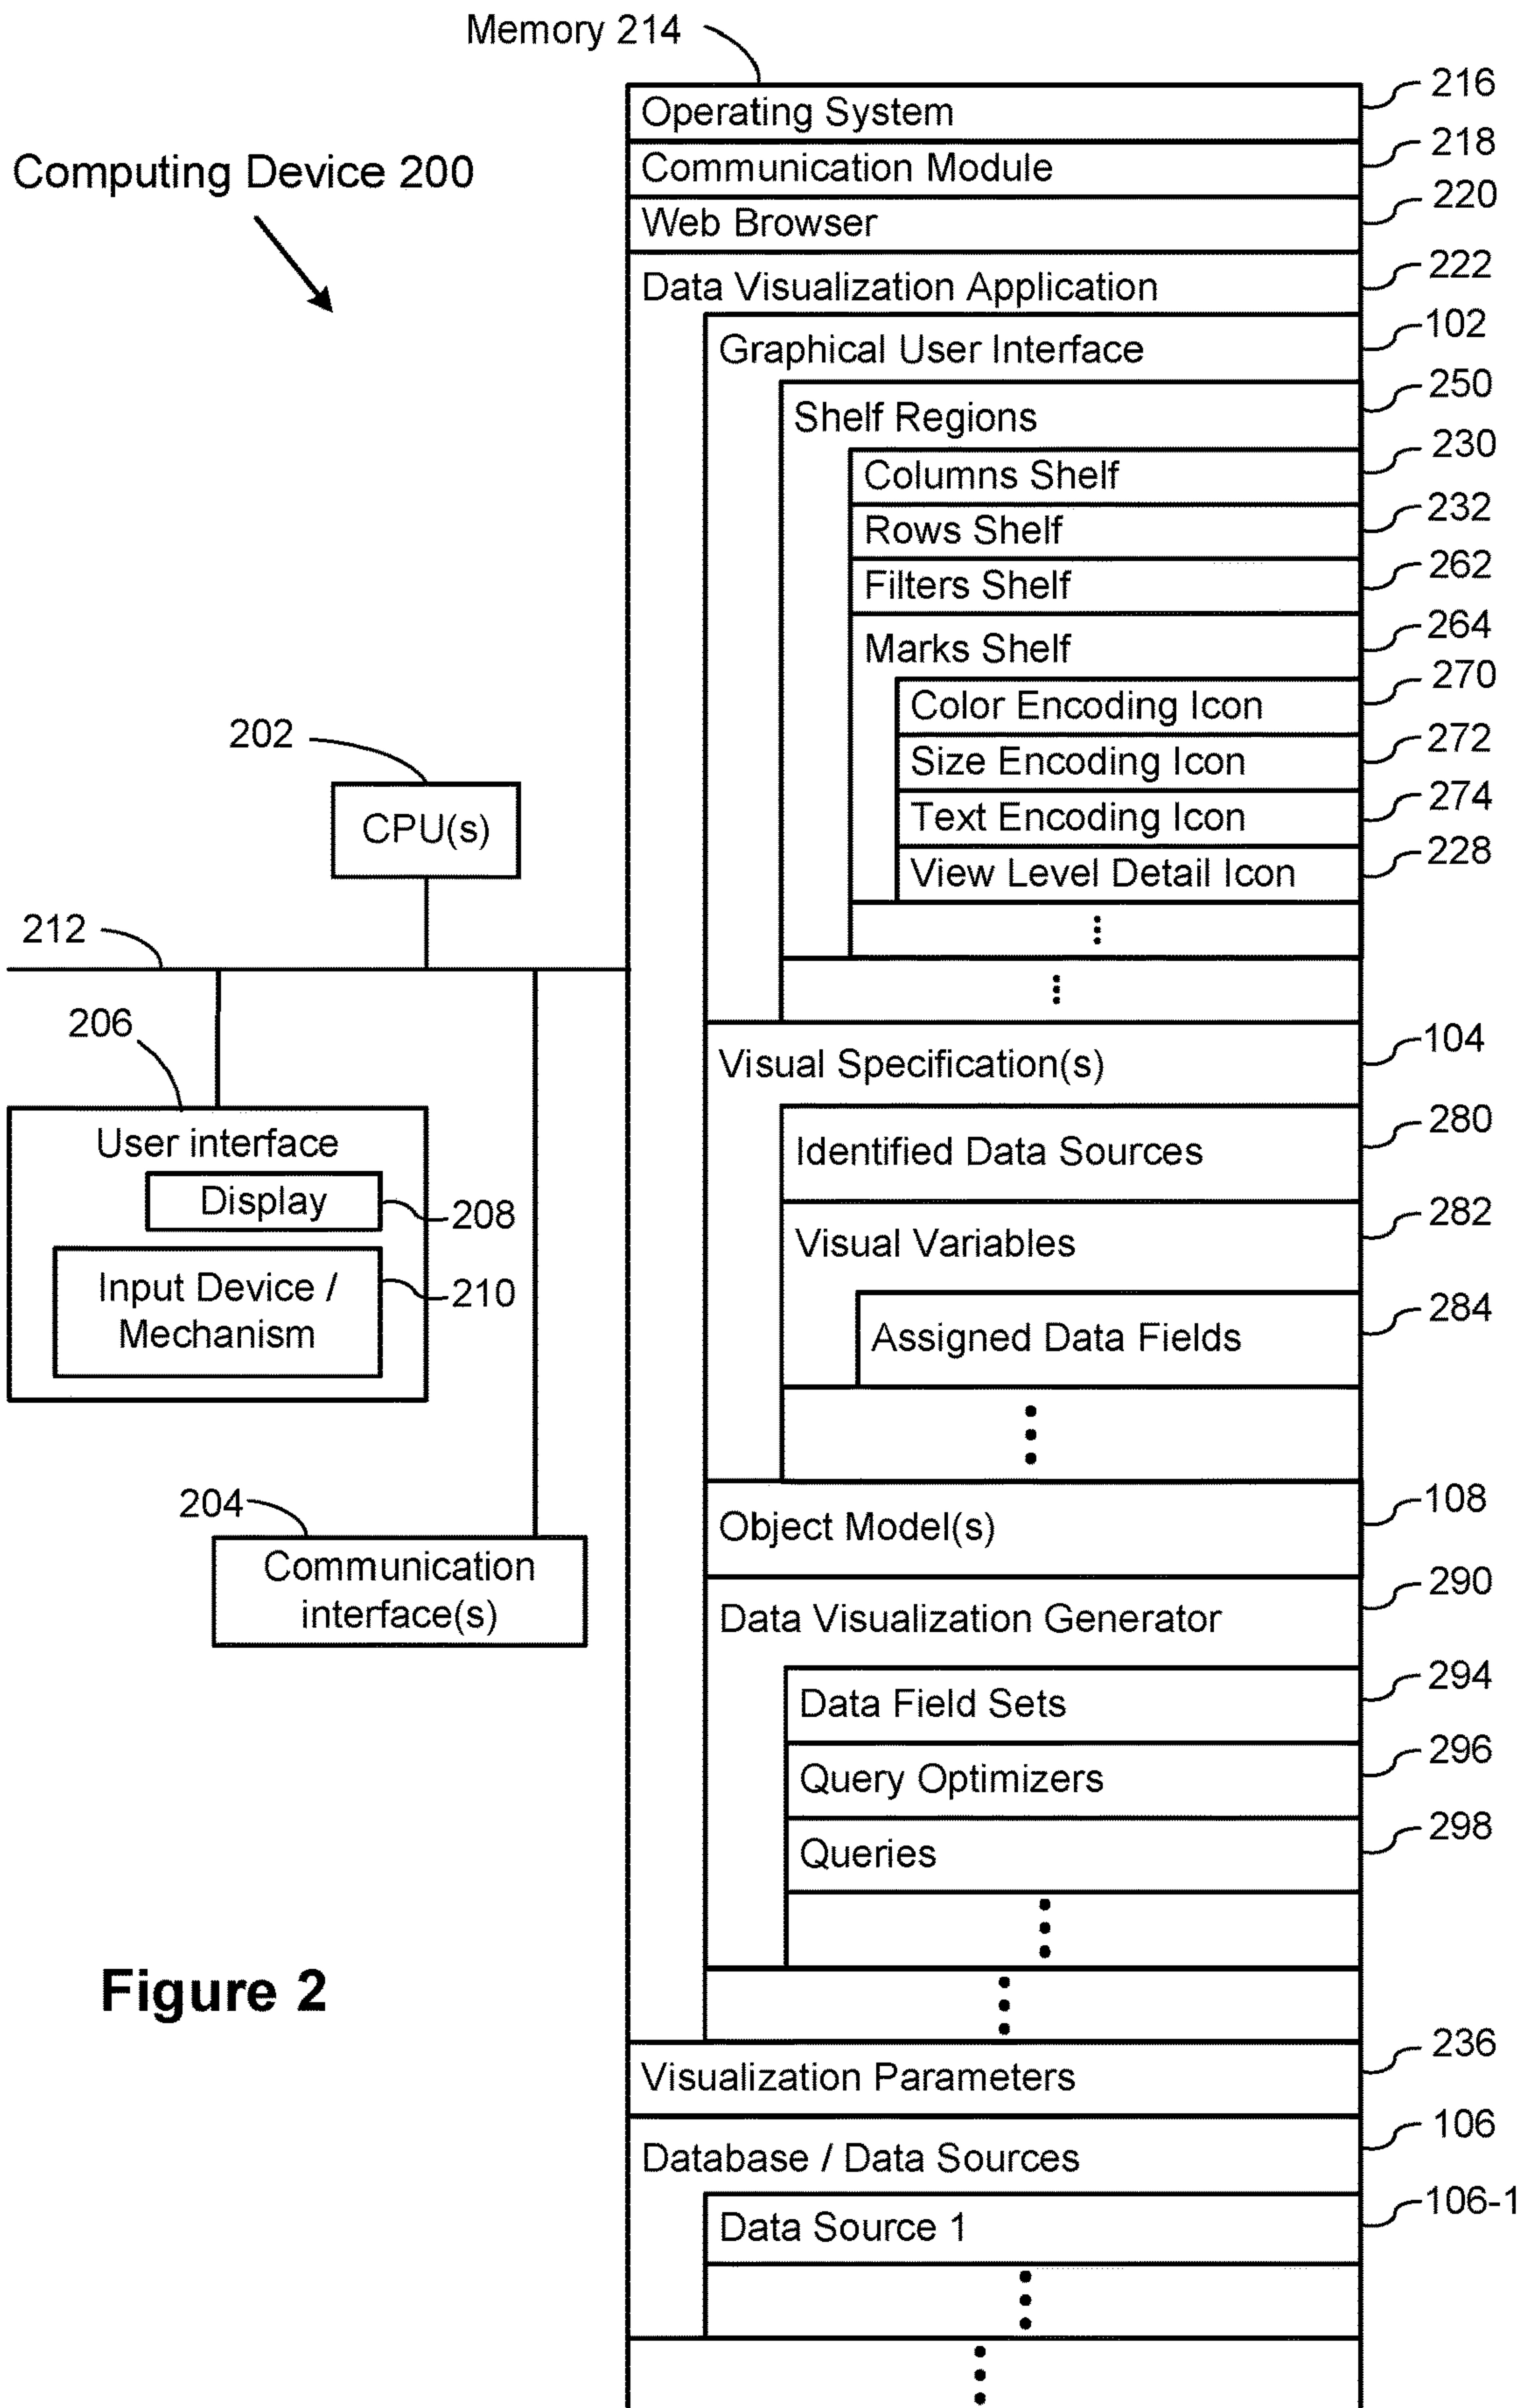 Memory 214
Computing Device 200
Operating System 216
Communication Module 218
Web Browser 220
Data Visualization Application 222
Graphical User Interface 102
Shelf Regions 250
Columns Shelf 230
Rows Shelf 232
Filters Shelf 262
Marks Shelf 264
Color Encoding Icon 270
Size Encoding Icon 272
Text Encoding Icon 274
View Level Detail Icon 228
Visual Specification(s) 104
Identified Data Sources 280
Visual Variables 282
Assigned Data Fields 284
Object Model(s) 108
Data Visualization Generator 290
Data Field Sets 294
Query Optimizers 296
Queries 298
Visualization Parameters 236
Database / Data Sources 106
Data Source 1 106-1
202
CPU(s)
212
206
User interface
Display 208
Input Device / 210
Mechanism
204
Communication
interface(s)
Figure 2